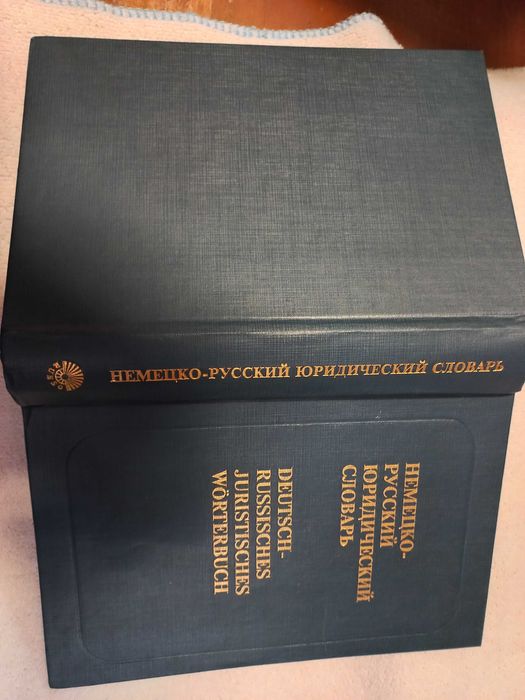 НЕМЕЦКО-РУССКИЙ ЮРИДИЧЕСКИЙ СЛОВАРЬ
НЕМЕЦКО-
РУССКИЙ
ЮРИДИЧЕСКИЙ
СЛОВАРЬ
DEUTSCH-
RUSSISCHES
JURISTISCHES
WÖRTERBUCH